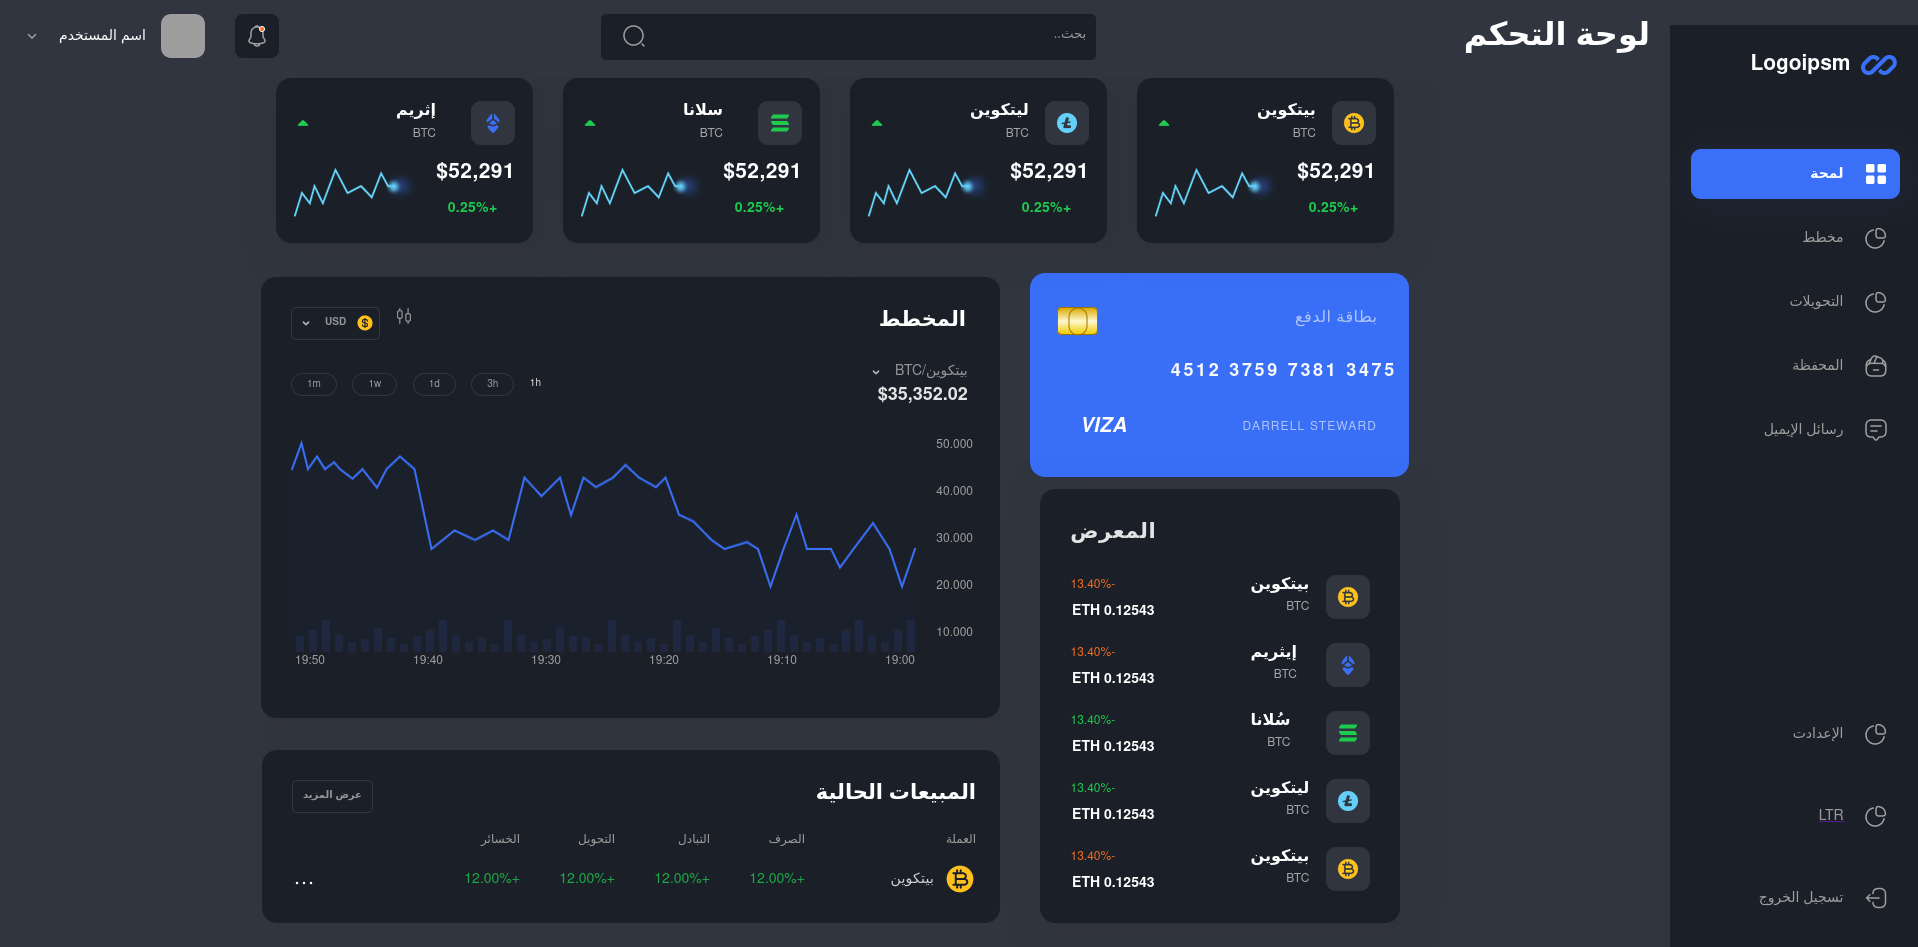 Logoipsm
لمحة
مخطط
التحويلات
المحفظة
رسائل الإيميل
الإعدادت
LTR
تسجيل الخروج
لوحة التحكم
بحث..
اسم المستخدم
بيتكوين
BTC
$52,291
0.25%+
ليتكوين
BTC
$52,291
0.25%+
سلانا
BTC
$52,291
0.25%+
إثريم
BTC
$52,291
0.25%+
بطاقة الدفع
4512 3759 7381 3475
DARRELL STEWARD
VIZA
المعرض
بيتكوين
BTC
13.40%-
ETH 0.12543
إيثريم
BTC
13.40%-
ETH 0.12543
سُلانا
BTC
13.40%-
ETH 0.12543
ليتكوين
BTC
13.40%-
ETH 0.12543
بيتكوين
BTC
13.40%-
ETH 0.12543
المخطط
USD
بيتكوين/BTC
$35,352.02
1h
3h
1d
1w
1m
50.000
40.000
30.000
20.000
10.000
19:50 19:40 19:30 19:20 19:10 19:00
المبيعات الحالية
عرض المزيد
العملة الصرف التبادل التحويل الخسائر
بيتكوين 12.00%+ 12.00%+ 12.00%+ 12.00%+ ...